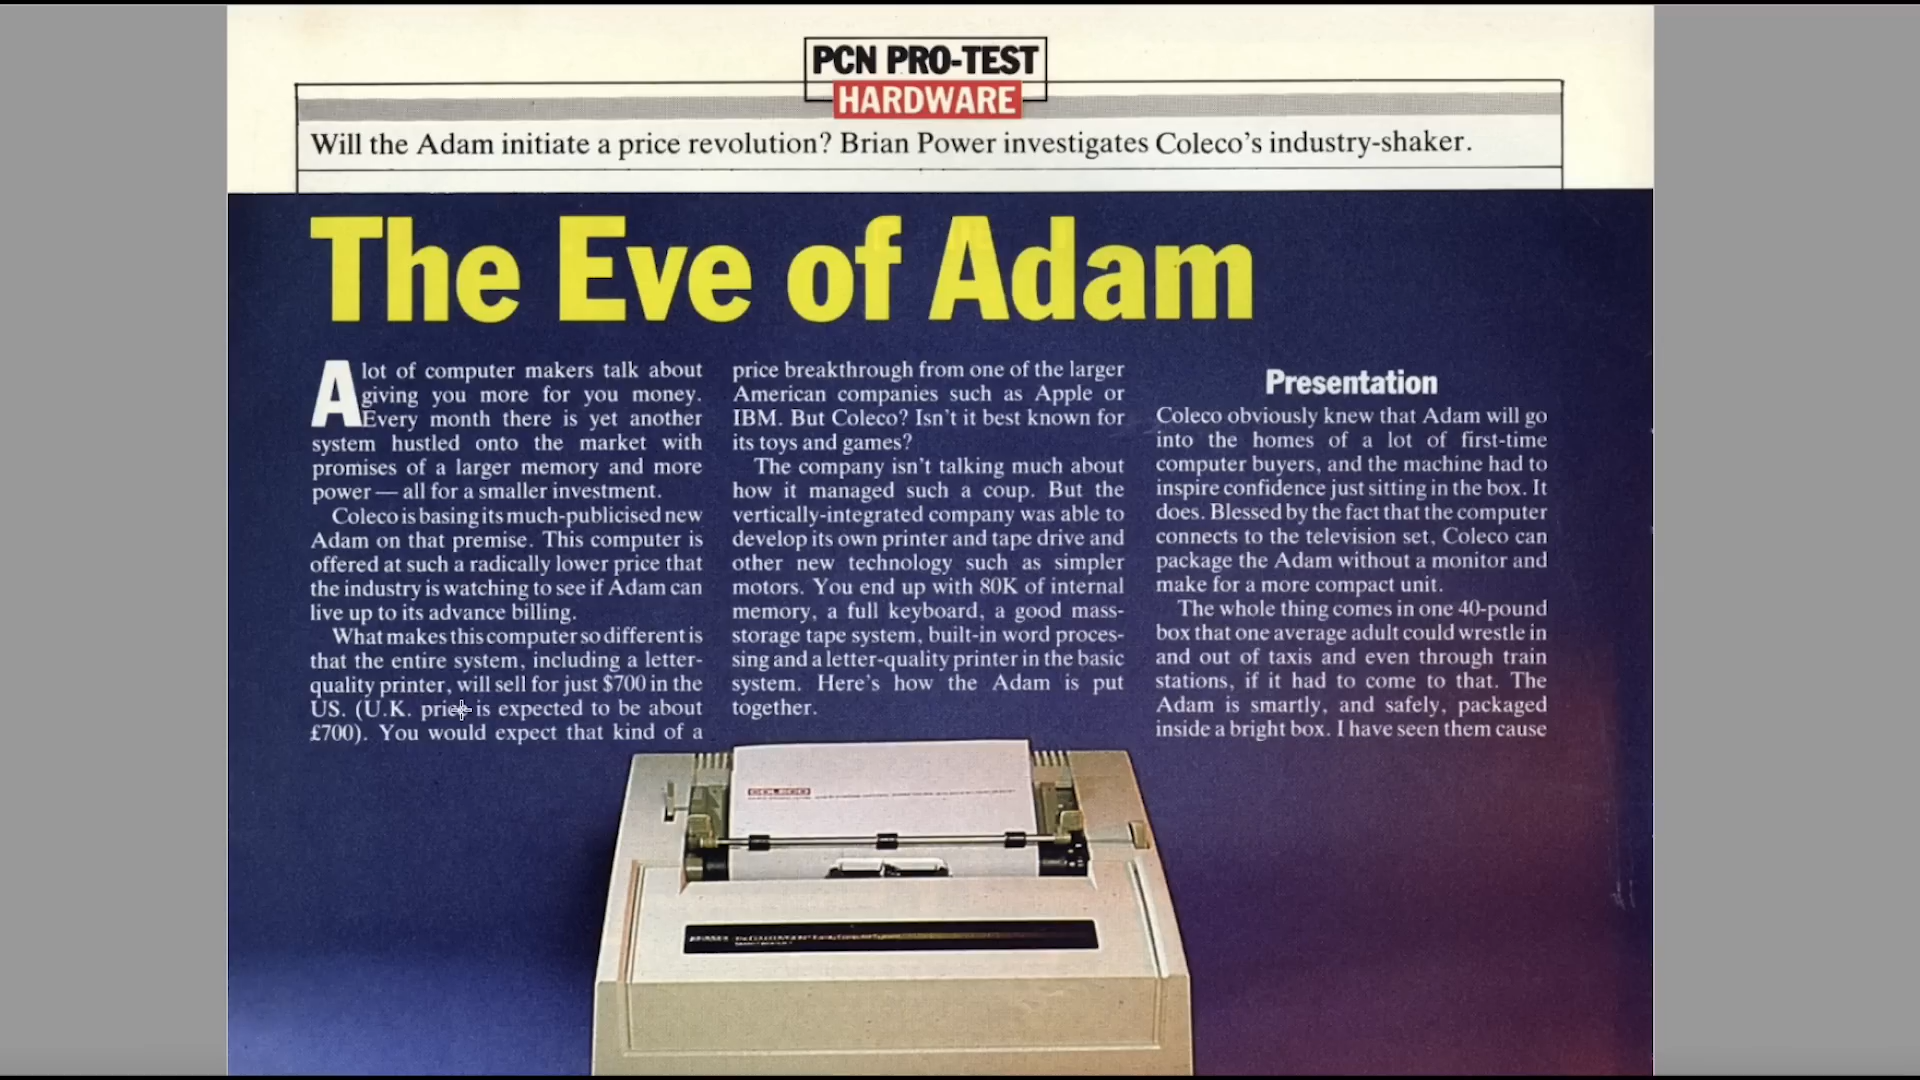 PCN PRO-TEST
HARDWARE
Will the Adam initiate a price revolution? Brian Power investigates Coleco's industry-shaker.
The Eve of Adam
A lot of computer makers talk about
giving you more for you money.
Every month there is yet another
system hustled onto the market with
promises of a larger memory and more
power — all for a smaller investment.
Coleco is basing its much-publicised new
Adam on that premise. This computer is
offered at such a radically lower price that
the industry is watching to see if Adam can
live up to its advance billing.
What makes this computer so different is
that the entire system, including a letter-
quality printer, will sell for just $700 in the
US. (U.K. price is expected to be about
£700). You would expect that kind of a
price breakthrough from one of the larger
American companies such as Apple or
IBM. But Coleco? Isn't it best known for
its toys and games?
The company isn't talking much about
how it managed such a coup. But the
vertically-integrated company was able to
develop its own printer and tape drive and
other new technology such as simpler
motors. You end up with 80K of internal
memory, a full keyboard, a good mass-
storage tape system, built-in word proces-
sing and a letter-quality printer in the basic
system. Here's how the Adam is put
together.
Presentation
Coleco obviously knew that Adam will go
into the homes of a lot of first-time
computer buyers, and the machine had to
inspire confidence just sitting in the box. It
does. Blessed by the fact that the computer
connects to the television set, Coleco can
package the Adam without a monitor and
make for a more compact unit.
The whole thing comes in one 40-pound
box that one average adult could wrestle in
and out of taxis and even through train
stations, if it had to come to that. The
Adam is smartly, and safely, packaged
inside a bright box. I have seen them cause
COLECO